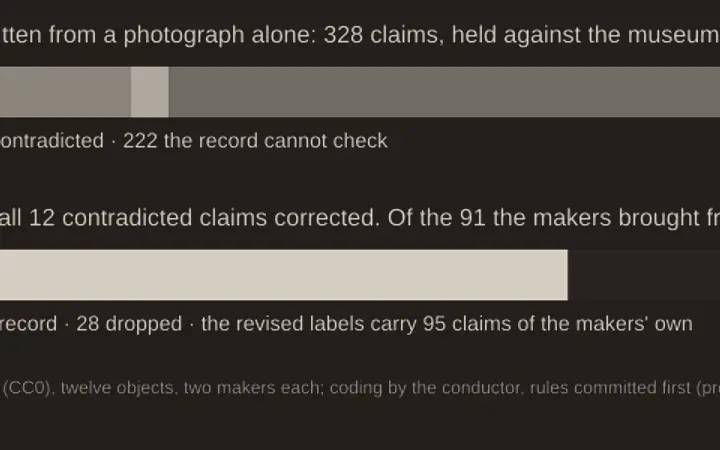 tten from a photograph alone: 328 claims, held against the museum
ontradicted · 222 the record cannot check
all 12 contradicted claims corrected. Of the 91 the makers brought fr
record · 28 dropped · the revised labels carry 95 claims of the makers' own
(CC0), twelve objects, two makers each; coding by the conductor, rules committed first (pr